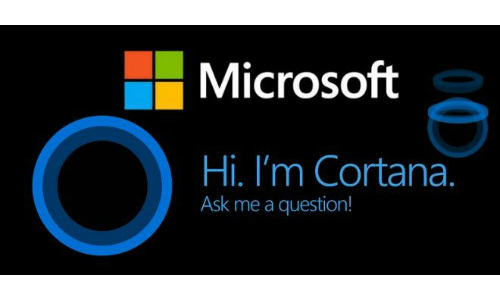 Microsoft
Hi. I'm Cortana.
Ask me a question!